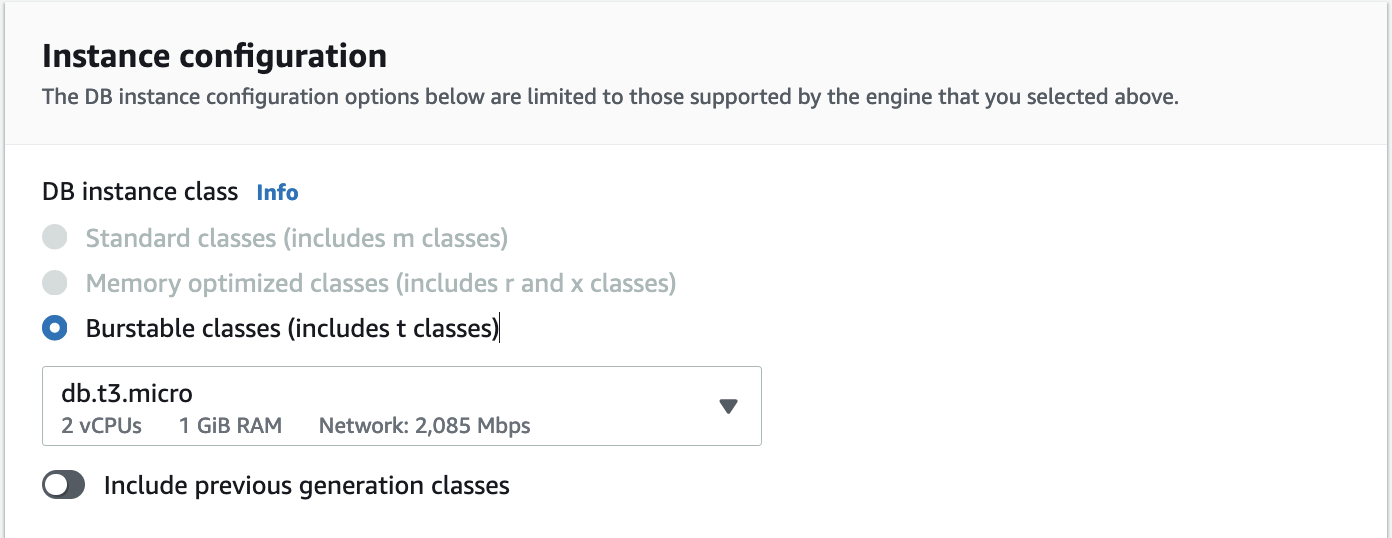 Instance configuration
The DB instance configuration options below are limited to those supported by the engine that you selected above.
DB instance class Info
Standard classes (includes m classes)
Memory optimized classes (includes r and x classes)
Burstable classes (includes t classes)
db.t3.micro
2 vCPUs 1 GiB RAM Network: 2,085 Mbps
Include previous generation classes